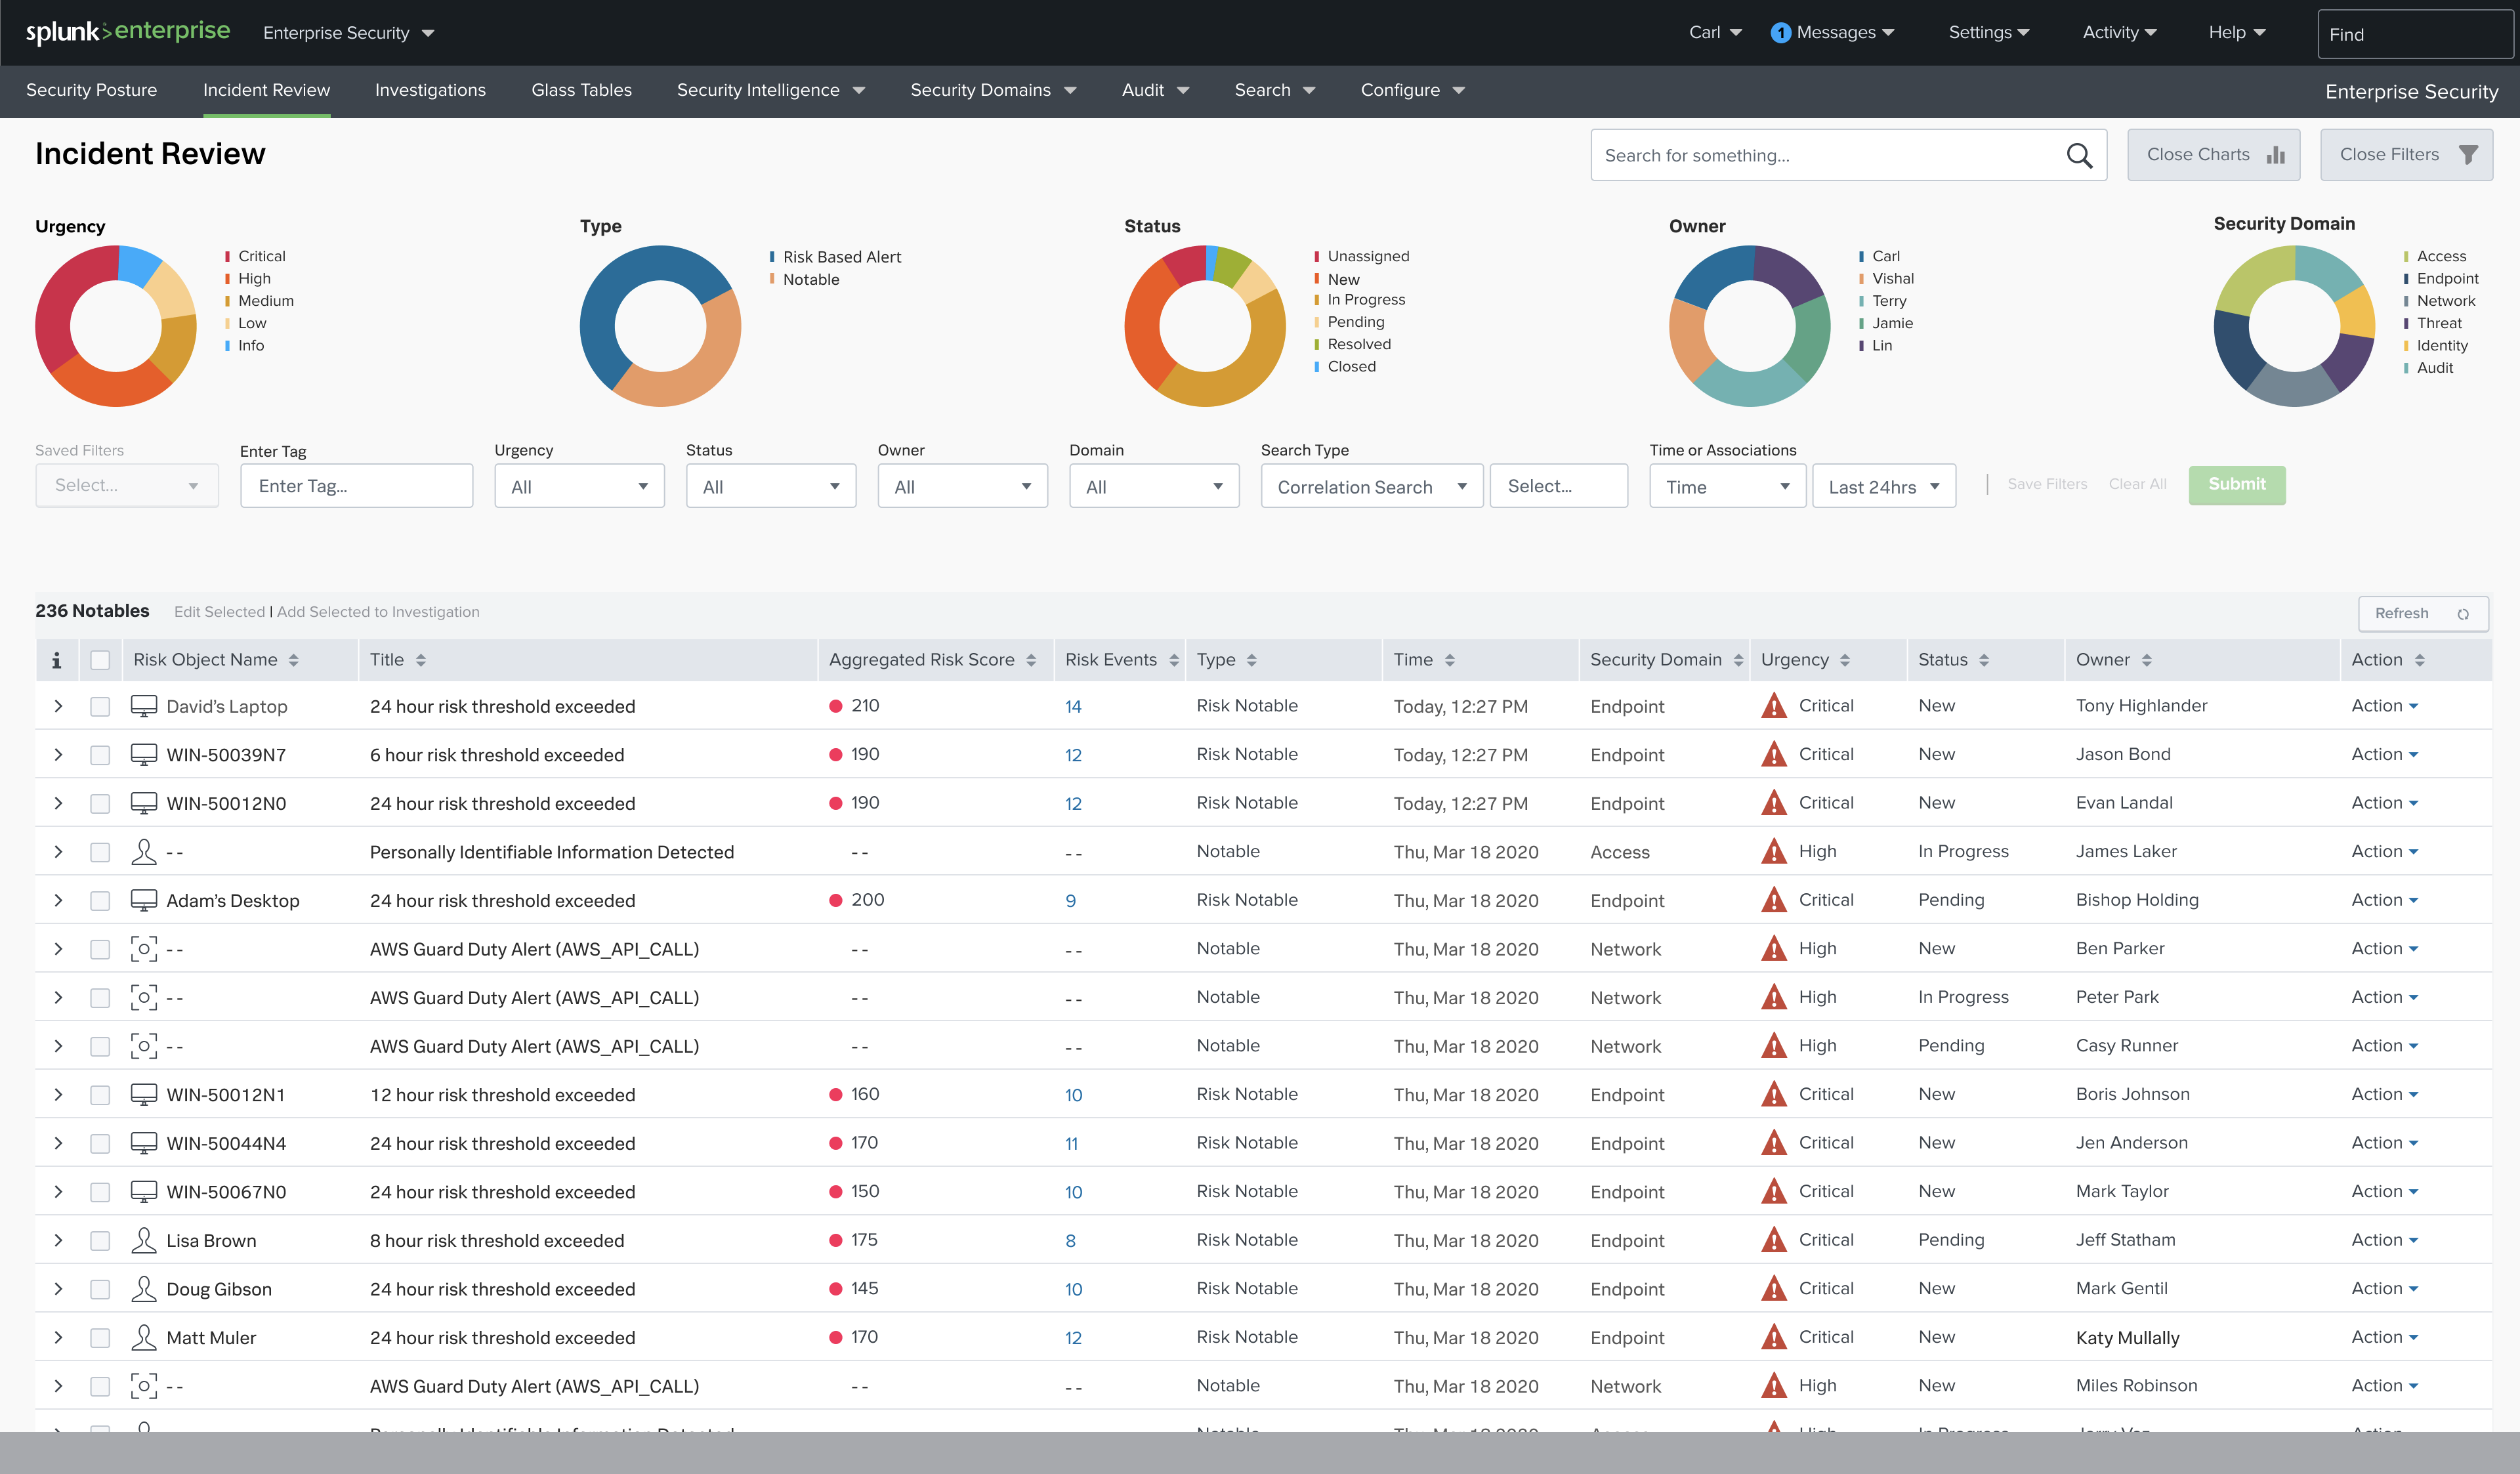 splunk>enterprise Enterprise Security Carl 1 Messages Settings Activity Help Find
Security Posture Incident Review Investigations Glass Tables Security Intelligence Security Domains Audit Search Configure Enterprise Security
Incident Review Search for something... Close Charts Close Filters
Urgency
Critical
High
Medium
Low
Info
Type
Risk Based Alert
Notable
Status
Unassigned
New
In Progress
Pending
Resolved
Closed
Owner
Carl
Vishal
Terry
Jamie
Lin
Security Domain
Access
Endpoint
Network
Threat
Identity
Audit
Saved Filters Enter Tag Urgency Status Owner Domain Search Type Time or Associations
Select... Enter Tag... All All All All Correlation Search Select... Time Last 24hrs | Save Filters Clear All Submit
236 Notables Edit Selected | Add Selected to Investigation Refresh
i Risk Object Name Title Aggregated Risk Score Risk Events Type Time Security Domain Urgency Status Owner Action
David’s Laptop 24 hour risk threshold exceeded 210 14 Risk Notable Today, 12:27 PM Endpoint Critical New Tony Highlander Action
WIN-50039N7 6 hour risk threshold exceeded 190 12 Risk Notable Today, 12:27 PM Endpoint Critical New Jason Bond Action
WIN-50012N0 24 hour risk threshold exceeded 190 12 Risk Notable Today, 12:27 PM Endpoint Critical New Evan Landal Action
-- Personally Identifiable Information Detected -- -- Notable Thu, Mar 18 2020 Access High In Progress James Laker Action
Adam’s Desktop 24 hour risk threshold exceeded 200 9 Risk Notable Thu, Mar 18 2020 Endpoint Critical Pending Bishop Holding Action
-- AWS Guard Duty Alert (AWS_API_CALL) -- -- Notable Thu, Mar 18 2020 Network High New Ben Parker Action
-- AWS Guard Duty Alert (AWS_API_CALL) -- -- Notable Thu, Mar 18 2020 Network High In Progress Peter Park Action
-- AWS Guard Duty Alert (AWS_API_CALL) -- -- Notable Thu, Mar 18 2020 Network High Pending Casy Runner Action
WIN-50012N1 12 hour risk threshold exceeded 160 10 Risk Notable Thu, Mar 18 2020 Endpoint Critical New Boris Johnson Action
WIN-50044N4 24 hour risk threshold exceeded 170 11 Risk Notable Thu, Mar 18 2020 Endpoint Critical New Jen Anderson Action
WIN-50067N0 24 hour risk threshold exceeded 150 10 Risk Notable Thu, Mar 18 2020 Endpoint Critical New Mark Taylor Action
Lisa Brown 8 hour risk threshold exceeded 175 8 Risk Notable Thu, Mar 18 2020 Endpoint Critical Pending Jeff Statham Action
Doug Gibson 24 hour risk threshold exceeded 145 10 Risk Notable Thu, Mar 18 2020 Endpoint Critical New Mark Gentil Action
Matt Muler 24 hour risk threshold exceeded 170 12 Risk Notable Thu, Mar 18 2020 Endpoint Critical New Katy Mullally Action
-- AWS Guard Duty Alert (AWS_API_CALL) -- -- Notable Thu, Mar 18 2020 Network High New Miles Robinson Action